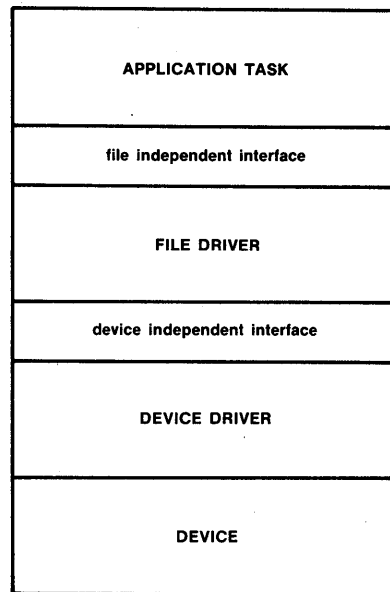 APPLICATION TASK
file independent interface
FILE DRIVER
device independent interface
DEVICE DRIVER
DEVICE